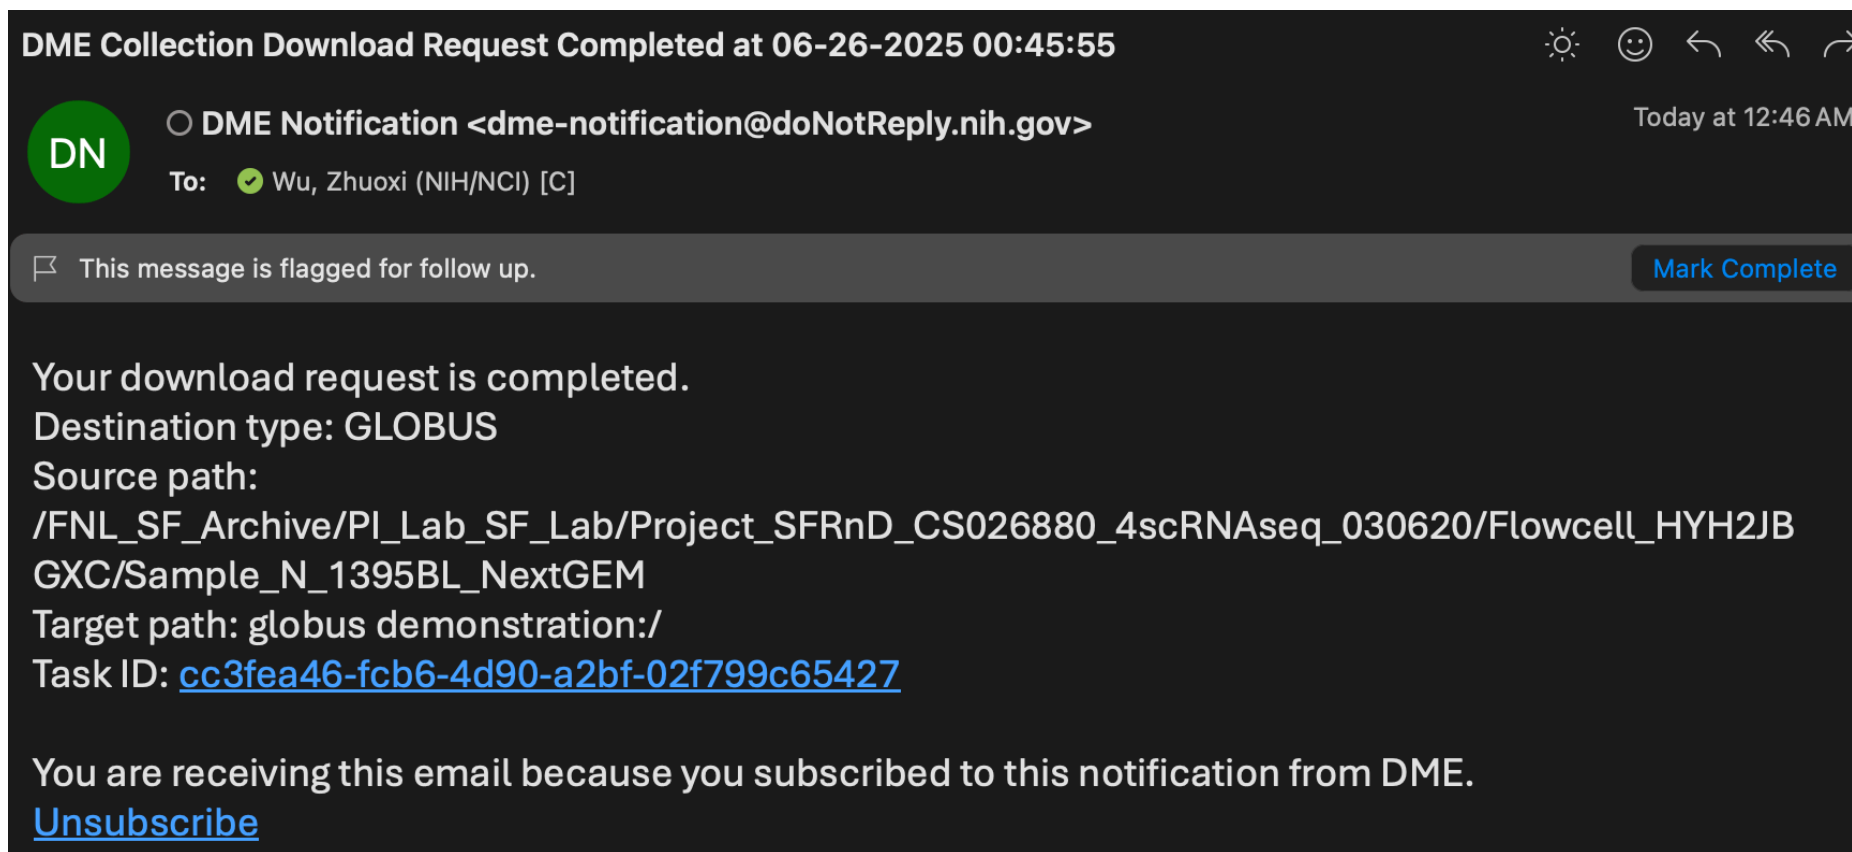 DME Collection Download Request Completed at 06-26-2025 00:45:55
DN
DME Notification <dme-notification@doNotReply.nih.gov>
Today at 12:46 AM
To: Wu, Zhuoxi (NIH/NCI) [C]
This message is flagged for follow up.
Mark Complete
Your download request is completed.
Destination type: GLOBUS
Source path:
/FNL_SF_Archive/PI_Lab_SF_Lab/Project_SFRnD_CS026880_4scRNAseq_030620/Flowcell_HYH2JB
GXC/Sample_N_1395BL_NextGEM
Target path: globus demonstration:/
Task ID: cc3fea46-fcb6-4d90-a2bf-02f799c65427
You are receiving this email because you subscribed to this notification from DME.
Unsubscribe